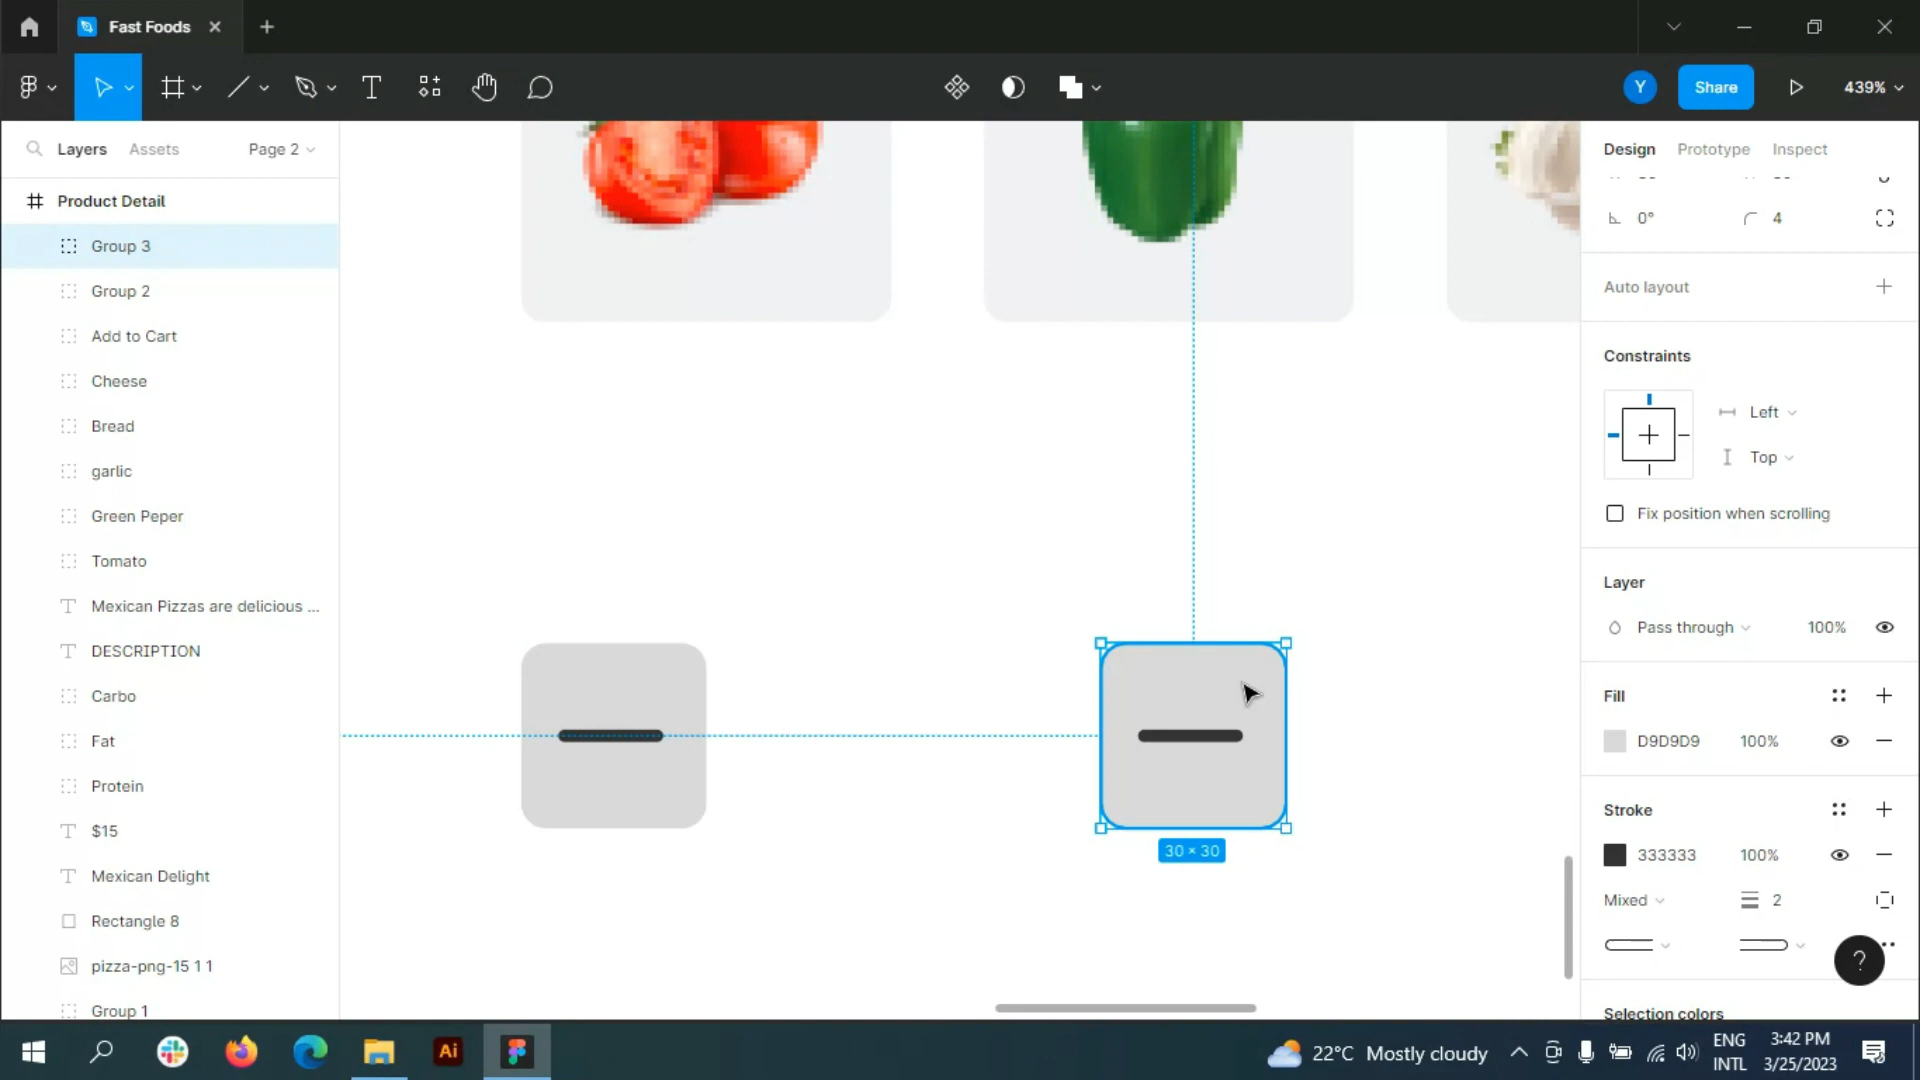 Fast Foods
Share
439%
Y
Layers
Assets
Page 2
Product Detail
Group 3
Group 2
Add to Cart
Cheese
Bread
garlic
Green Peper
Tomato
Mexican Pizzas are delicious ...
DESCRIPTION
Carbo
Fat
Protein
$15
Mexican Delight
Rectangle 8
pizza-png-15 1 1
Group 1
30 × 30
Design
Prototype
Inspect
0°
4
Auto layout
Constraints
Left
Top
Fix position when scrolling
Layer
Pass through
100%
Fill
D9D9D9
100%
Stroke
333333
100%
Mixed
2
?
Selection colors
Ai
22°C Mostly cloudy
ENG
INTL
3:42 PM
3/25/2023